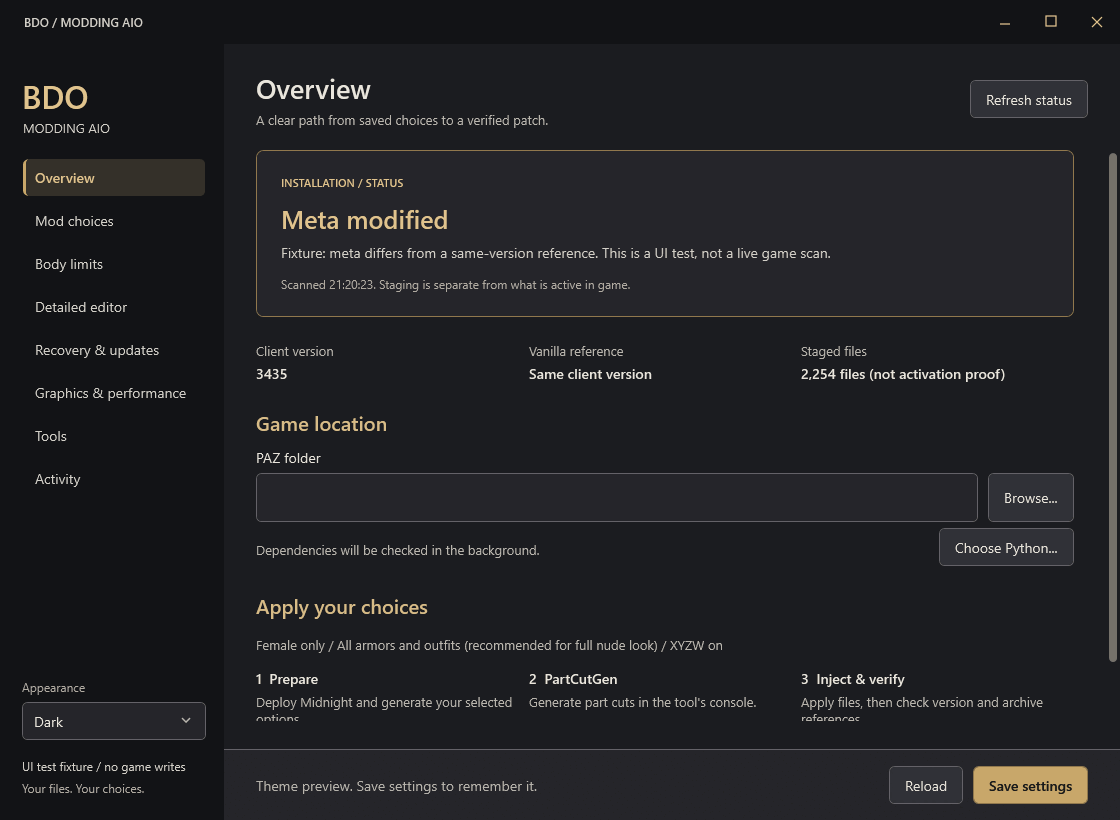 BDO / MODDING AIO
BDO
MODDING AIO
Overview
Mod choices
Body limits
Detailed editor
Recovery & updates
Graphics & performance
Tools
Activity
Appearance
Dark
UI test fixture / no game writes
Your files. Your choices.
Overview
A clear path from saved choices to a verified patch.
Refresh status
INSTALLATION / STATUS
Meta modified
Fixture: meta differs from a same-version reference. This is a UI test, not a live game scan.
Scanned 21:20:23. Staging is separate from what is active in game.
Client version
3435
Vanilla reference
Same client version
Staged files
2,254 files (not activation proof)
Game location
PAZ folder
Browse...
Dependencies will be checked in the background.
Choose Python...
Apply your choices
Female only / All armors and outfits (recommended for full nude look) / XYZW on
1 Prepare
Deploy Midnight and generate your selected
options.
2 PartCutGen
Generate part cuts in the tool's console.
3 Inject & verify
Apply files, then check version and archive
references.
Theme preview. Save settings to remember it.
Reload
Save settings